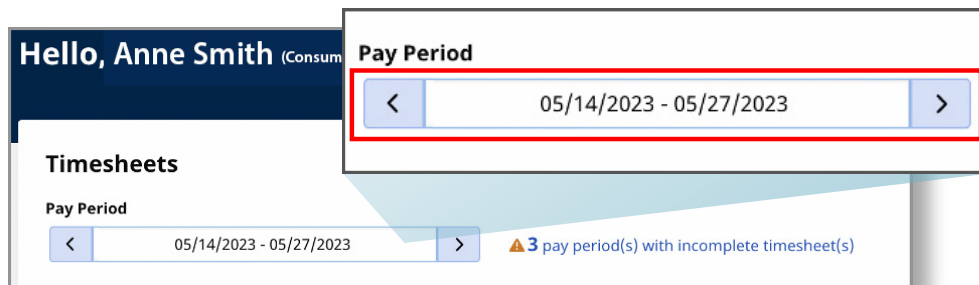 Hello, Anne Smith (Consum
Pay Period
05/14/2023 - 05/27/2023
Timesheets
Pay Period
05/14/2023 - 05/27/2023
3 pay period(s) with incomplete timesheet(s)